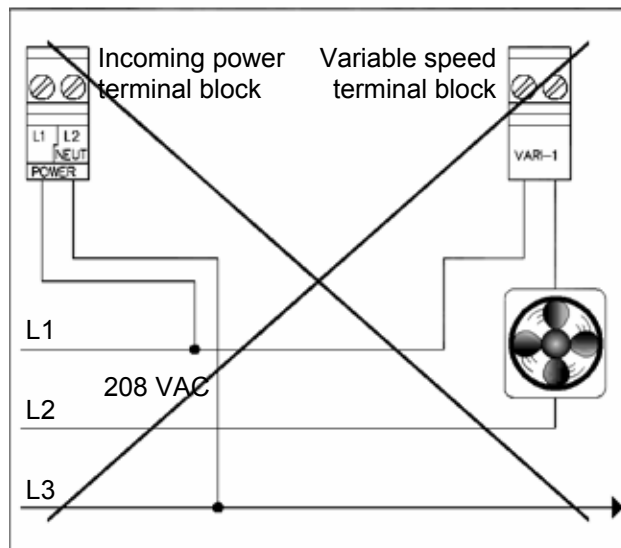 Incoming power
terminal block
Variable speed
terminal block
L1 L2
NEUT
POWER
VARI-1
L1
208 VAC
L2
L3